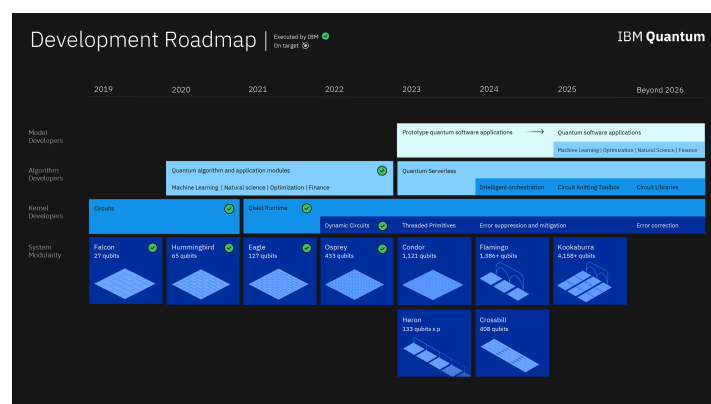 Development Roadmap
Executed by IBM
On target
IBM Quantum
2019
2020
2021
2022
2023
2024
2025
Beyond 2026
Model
Developers
Prototype quantum software applications
Quantum software applications
Machine Learning | Optimization | Natural Science | Finance
Algorithm
Developers
Quantum algorithm and application modules
Machine Learning | Natural science | Optimization | Finance
Quantum Serverless
Intelligent orchestration
Circuit Knitting Toolbox
Circuit Libraries
Kernel
Developers
Circuits
Qiskit Runtime
Dynamic Circuits
Threaded Primitives
Error suppression and mitigation
Error correction
System
Modularity
Falcon
27 qubits
Hummingbird
65 qubits
Eagle
127 qubits
Osprey
433 qubits
Condor
1,121 qubits
Flamingo
1,386+ qubits
Kookaburra
4,158+ qubits
Heron
133 qubits x p
Crossbill
408 qubits